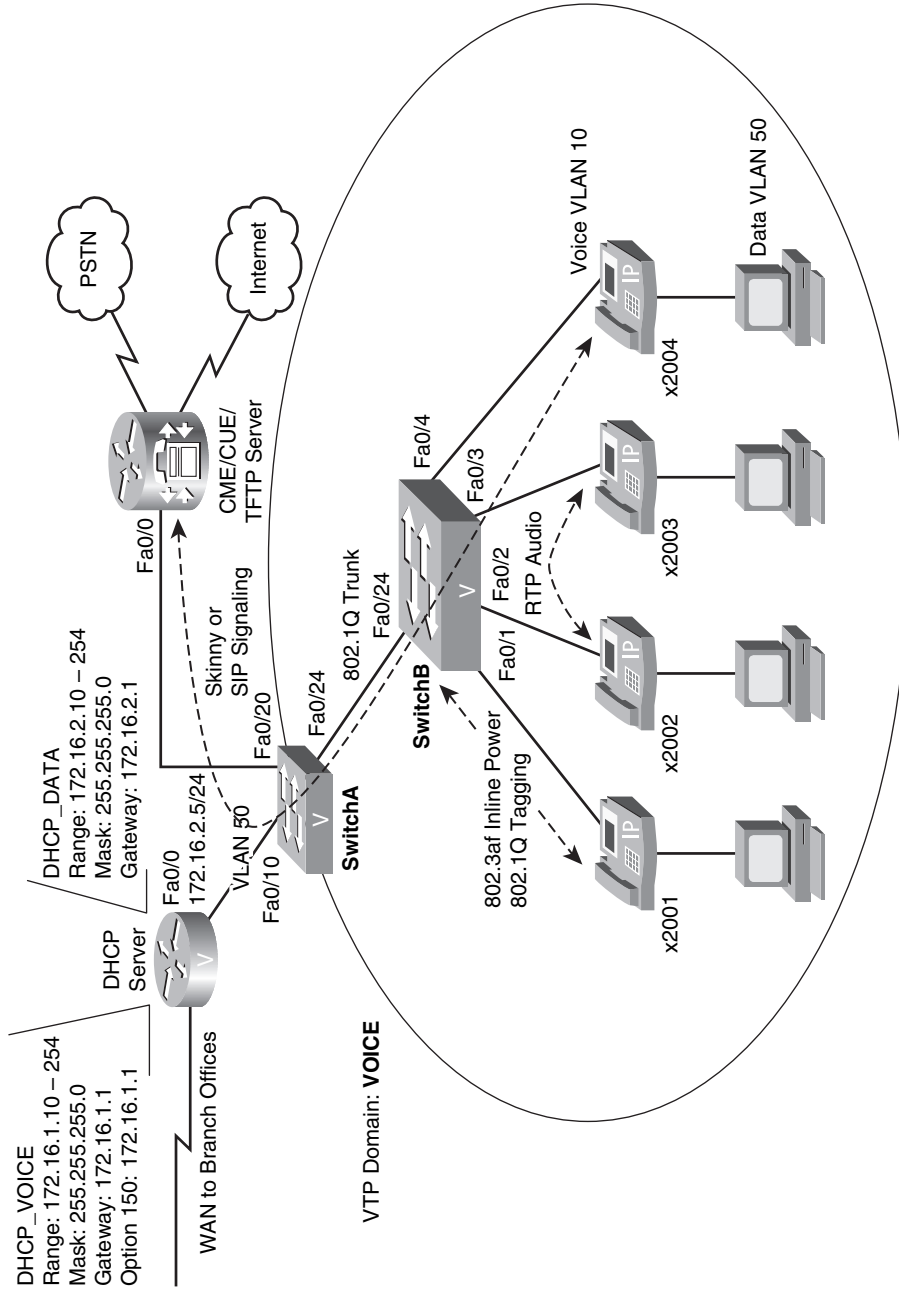 DHCP_VOICE
Range: 172.16.1.10 – 254
Mask: 255.255.255.0
Gateway: 172.16.1.1
Option 150: 172.16.1.1
DHCP_DATA
Range: 172.16.2.10 – 254
Mask: 255.255.255.0
Gateway: 172.16.2.1
DHCP
Server
V
Fa0/0
172.16.2.5/24
VLAN 50
Fa0/10
WAN to Branch Offices
PSTN
Internet
CME/CUE/
TFTP Server
Fa0/0
Skinny or
SIP Signaling
Fa0/20
Fa0/24
V
SwitchA
802.1Q Trunk
Fa0/24
VTP Domain: VOICE
SwitchB
V
Fa0/4
Fa0/3
Fa0/2
Fa0/1
RTP Audio
802.3af Inline Power
802.1Q Tagging
Voice VLAN 10
IP
IP
IP
IP
x2001
x2002
x2003
x2004
Data VLAN 50